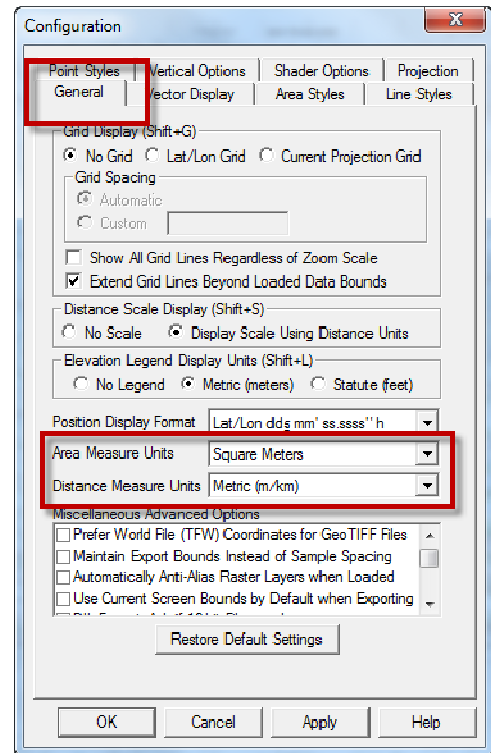 Configuration
X
Point Styles Vertical Options Shader Options Projection
General Vector Display Area Styles Line Styles
Grid Display (Shift+G)
No Grid Lat/Lon Grid Current Projection Grid
Grid Spacing
Automatic
Custom
Show All Grid Lines Regardless of Zoom Scale
Extend Grid Lines Beyond Loaded Data Bounds
Distance Scale Display (Shift+S)
No Scale Display Scale Using Distance Units
Elevation Legend Display Units (Shift+L)
No Legend Metric (meters) Statute (feet)
Position Display Format Lat/Lon dd mm' ss.ssss'' h
Area Measure Units Square Meters
Distance Measure Units Metric (m/km)
Miscellaneous Advanced Options
Prefer World File (TFW) Coordinates for GeoTIFF Files
Maintain Export Bounds Instead of Sample Spacing
Automatically Anti-Alias Raster Layers when Loaded
Use Current Screen Bounds by Default when Exporting
Restore Default Settings
OK Cancel Apply Help